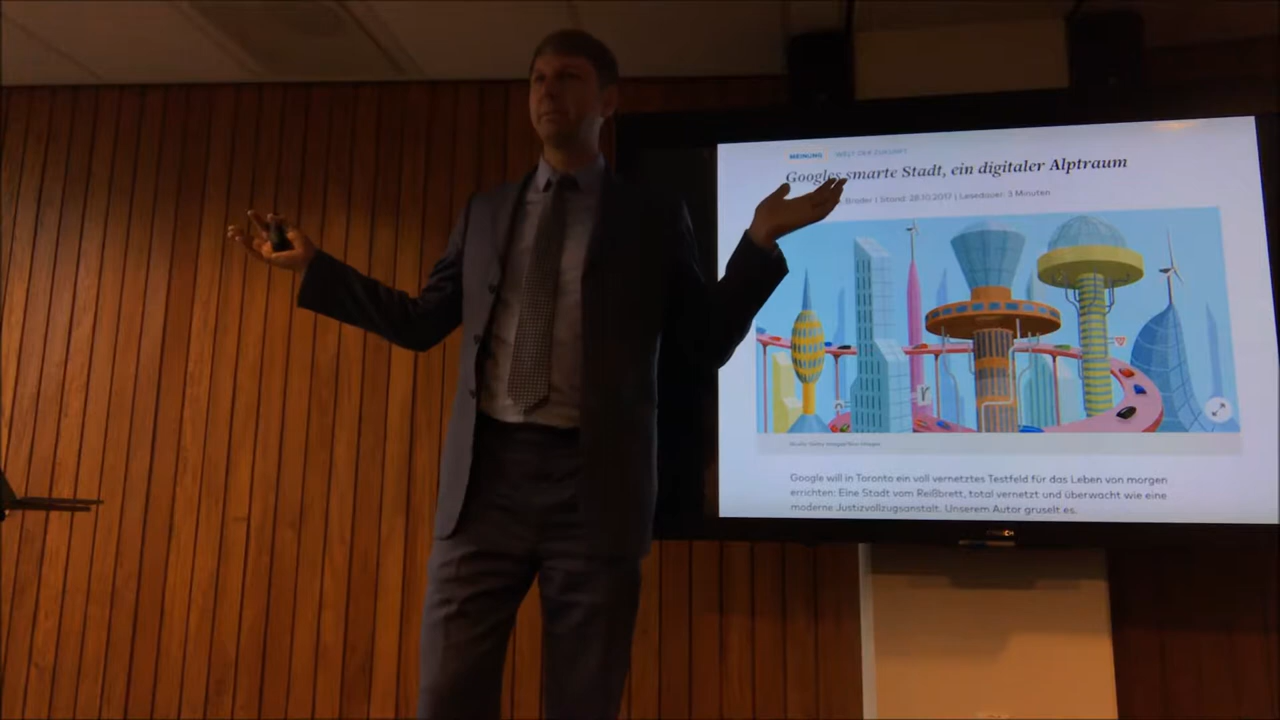 MEINUNG WELT DER ZUKUNFT
Googles smarte Stadt, ein digitaler Alptraum
Broder | Stand: 28.10.2017 | Lesedauer: 3 Minuten
Google will in Toronto ein voll vernetztes Testfeld für das Leben von morgen
errichten: Eine Stadt vom Reißbrett, total vernetzt und überwacht wie eine
moderne Justizvollzugsanstalt. Unserem Autor gruselt es.